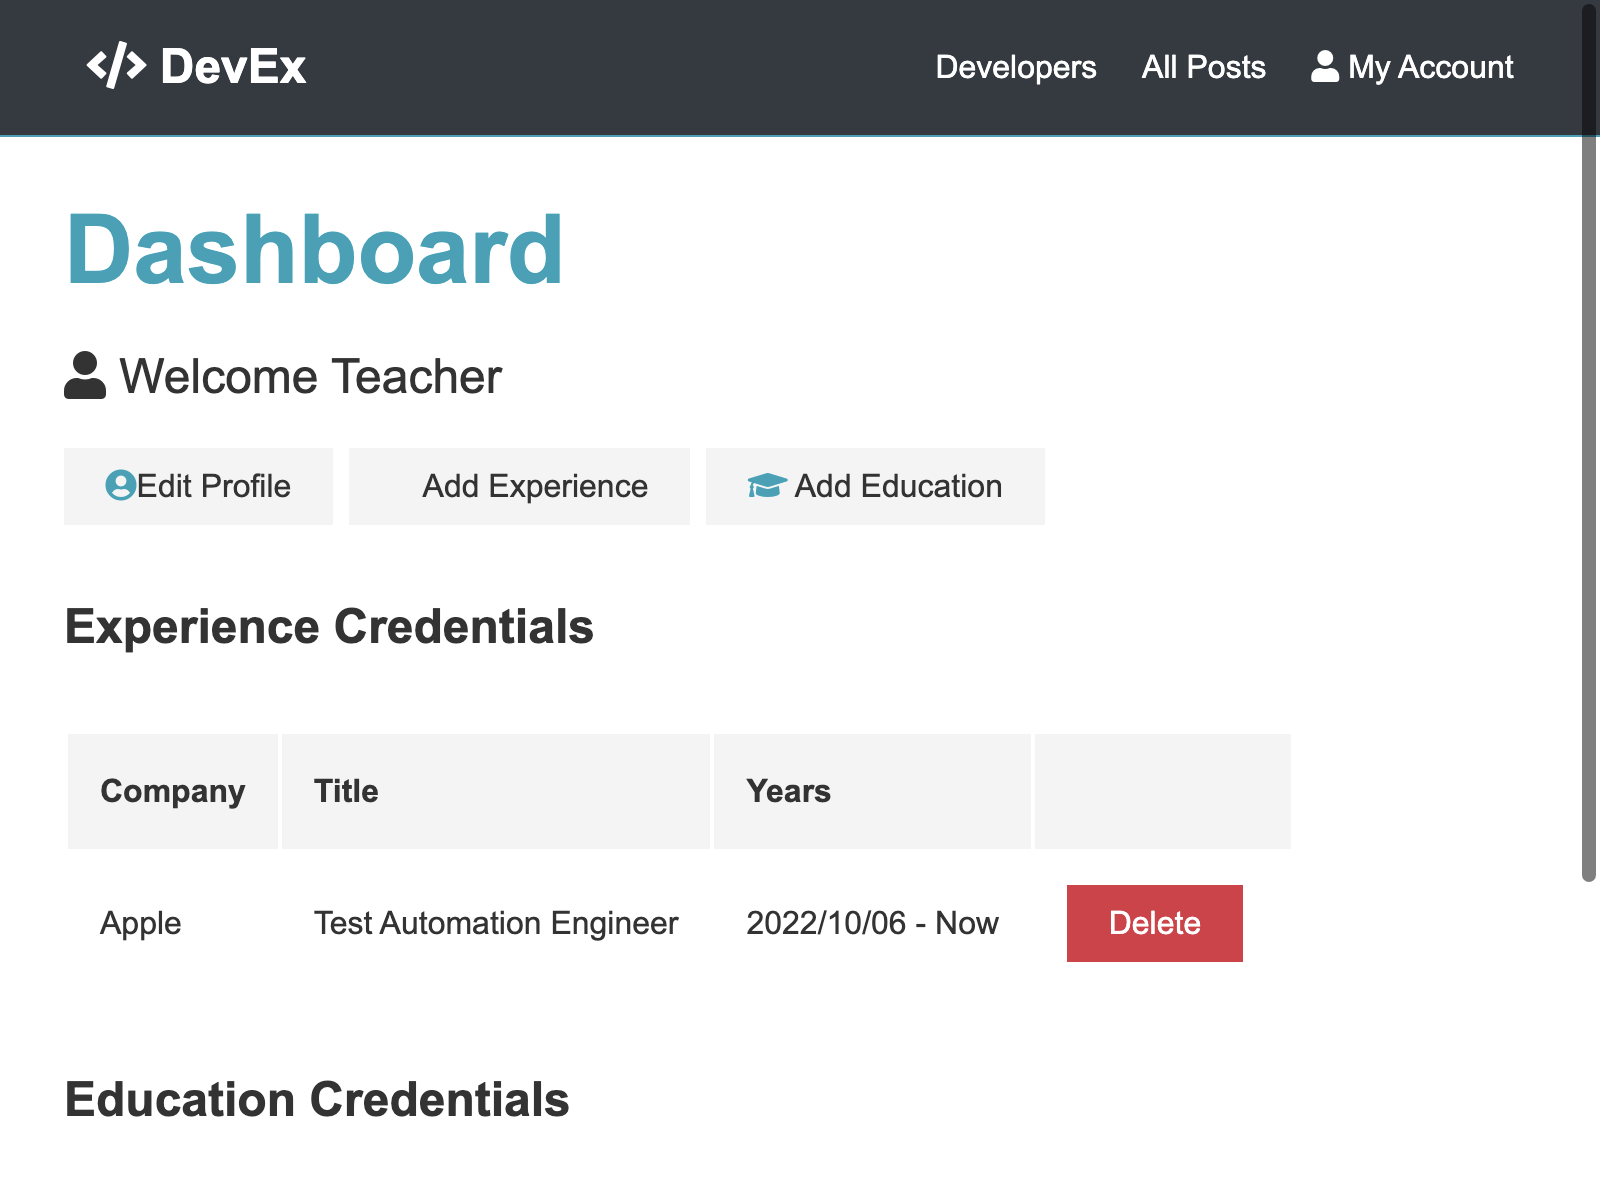 DevEx Developers All Posts My Account
Dashboard
Welcome Teacher
Edit Profile Add Experience Add Education
Experience Credentials
Company Title Years
Apple Test Automation Engineer 2022/10/06 - Now Delete
Education Credentials